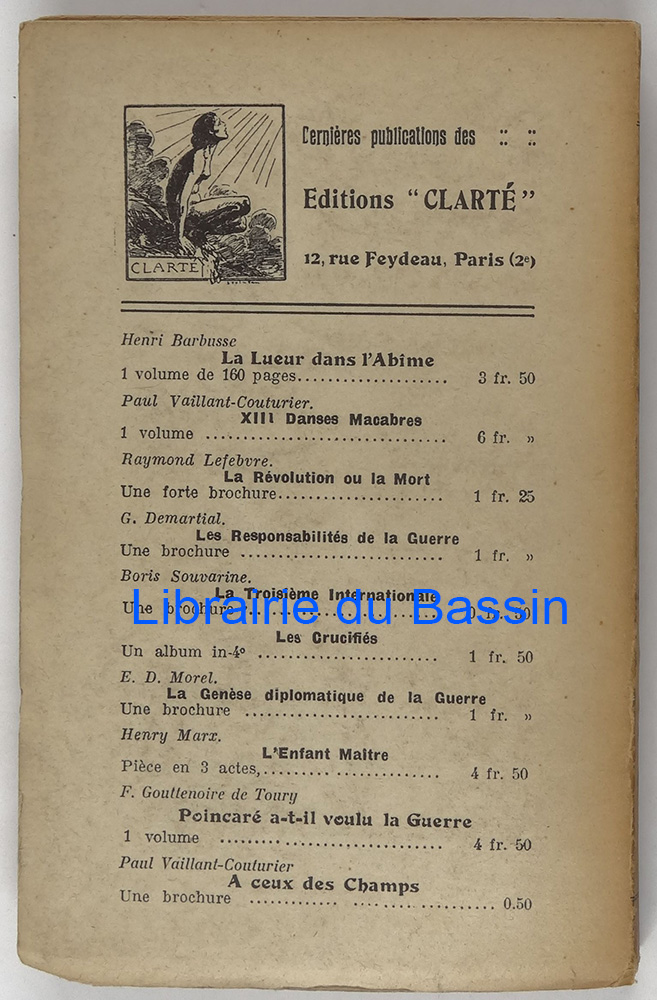 Dernières publications des :: ::
Editions "CLARTÉ"
12, rue Feydeau, Paris (2e)
CLARTÉ
Henri Barbusse
La Lueur dans l'Abîme
1 volume de 160 pages.................... 3 fr. 50
Paul Vaillant-Couturier.
XIII Danses Macabres
1 volume ................................ 6 fr. »
Raymond Lefebvre.
La Révolution ou la Mort
Une forte brochure...................... 1 fr. 25
G. Demartial.
Les Responsabilités de la Guerre
Une brochure ........................... 1 fr. »
Boris Souvarine.
La Troisième Internationale
Une brochure
Librairie du Bassin
Les Crucifiés
Un album in-4º ........................ 1 fr. 50
E. D. Morel.
La Genèse diplomatique de la Guerre
Une brochure .......................... 1 fr. »
Henry Marx.
L'Enfant Maître
Pièce en 3 actes,........................ 4 fr. 50
F. Gouttenoire de Toury
Poincaré a-t-il voulu la Guerre
1 volume .............................. 4 fr. 50
Paul Vaillant-Couturier
A ceux des Champs
Une brochure ............ .... ............... 0.50